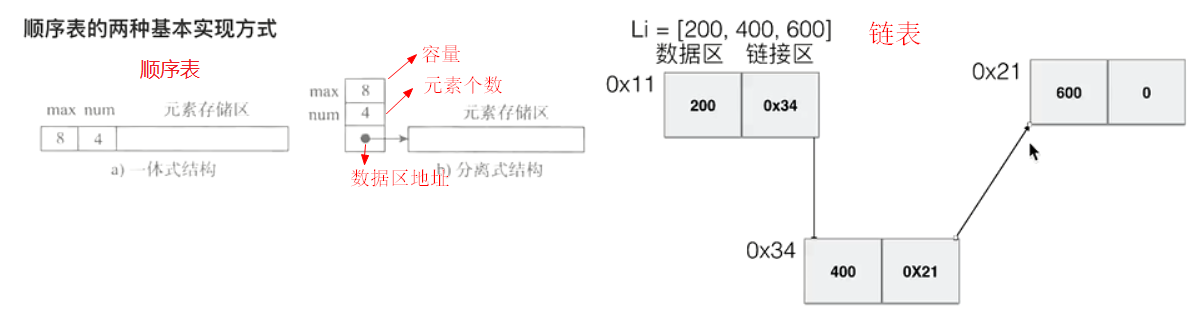 顺序表的两种基本实现方式
顺序表
max num 元素存储区
8 4
a) 一体式结构
容量
max 8
元素个数
num 4
元素存储区
数据区地址
b) 分离式结构
Li = [200, 400, 600]
链表
数据区 链接区
0x11
200 0x34
0x21
600 0
0x34
400 0X21